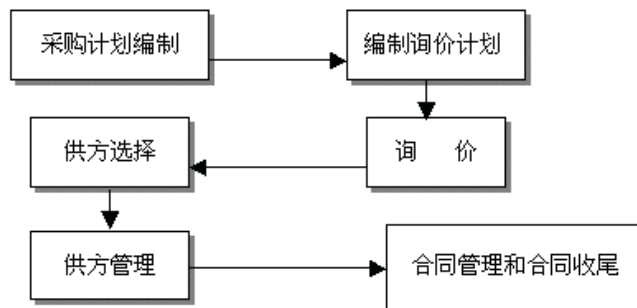 采购计划编制
编制询价计划
询 价
供方选择
供方管理
合同管理和合同收尾